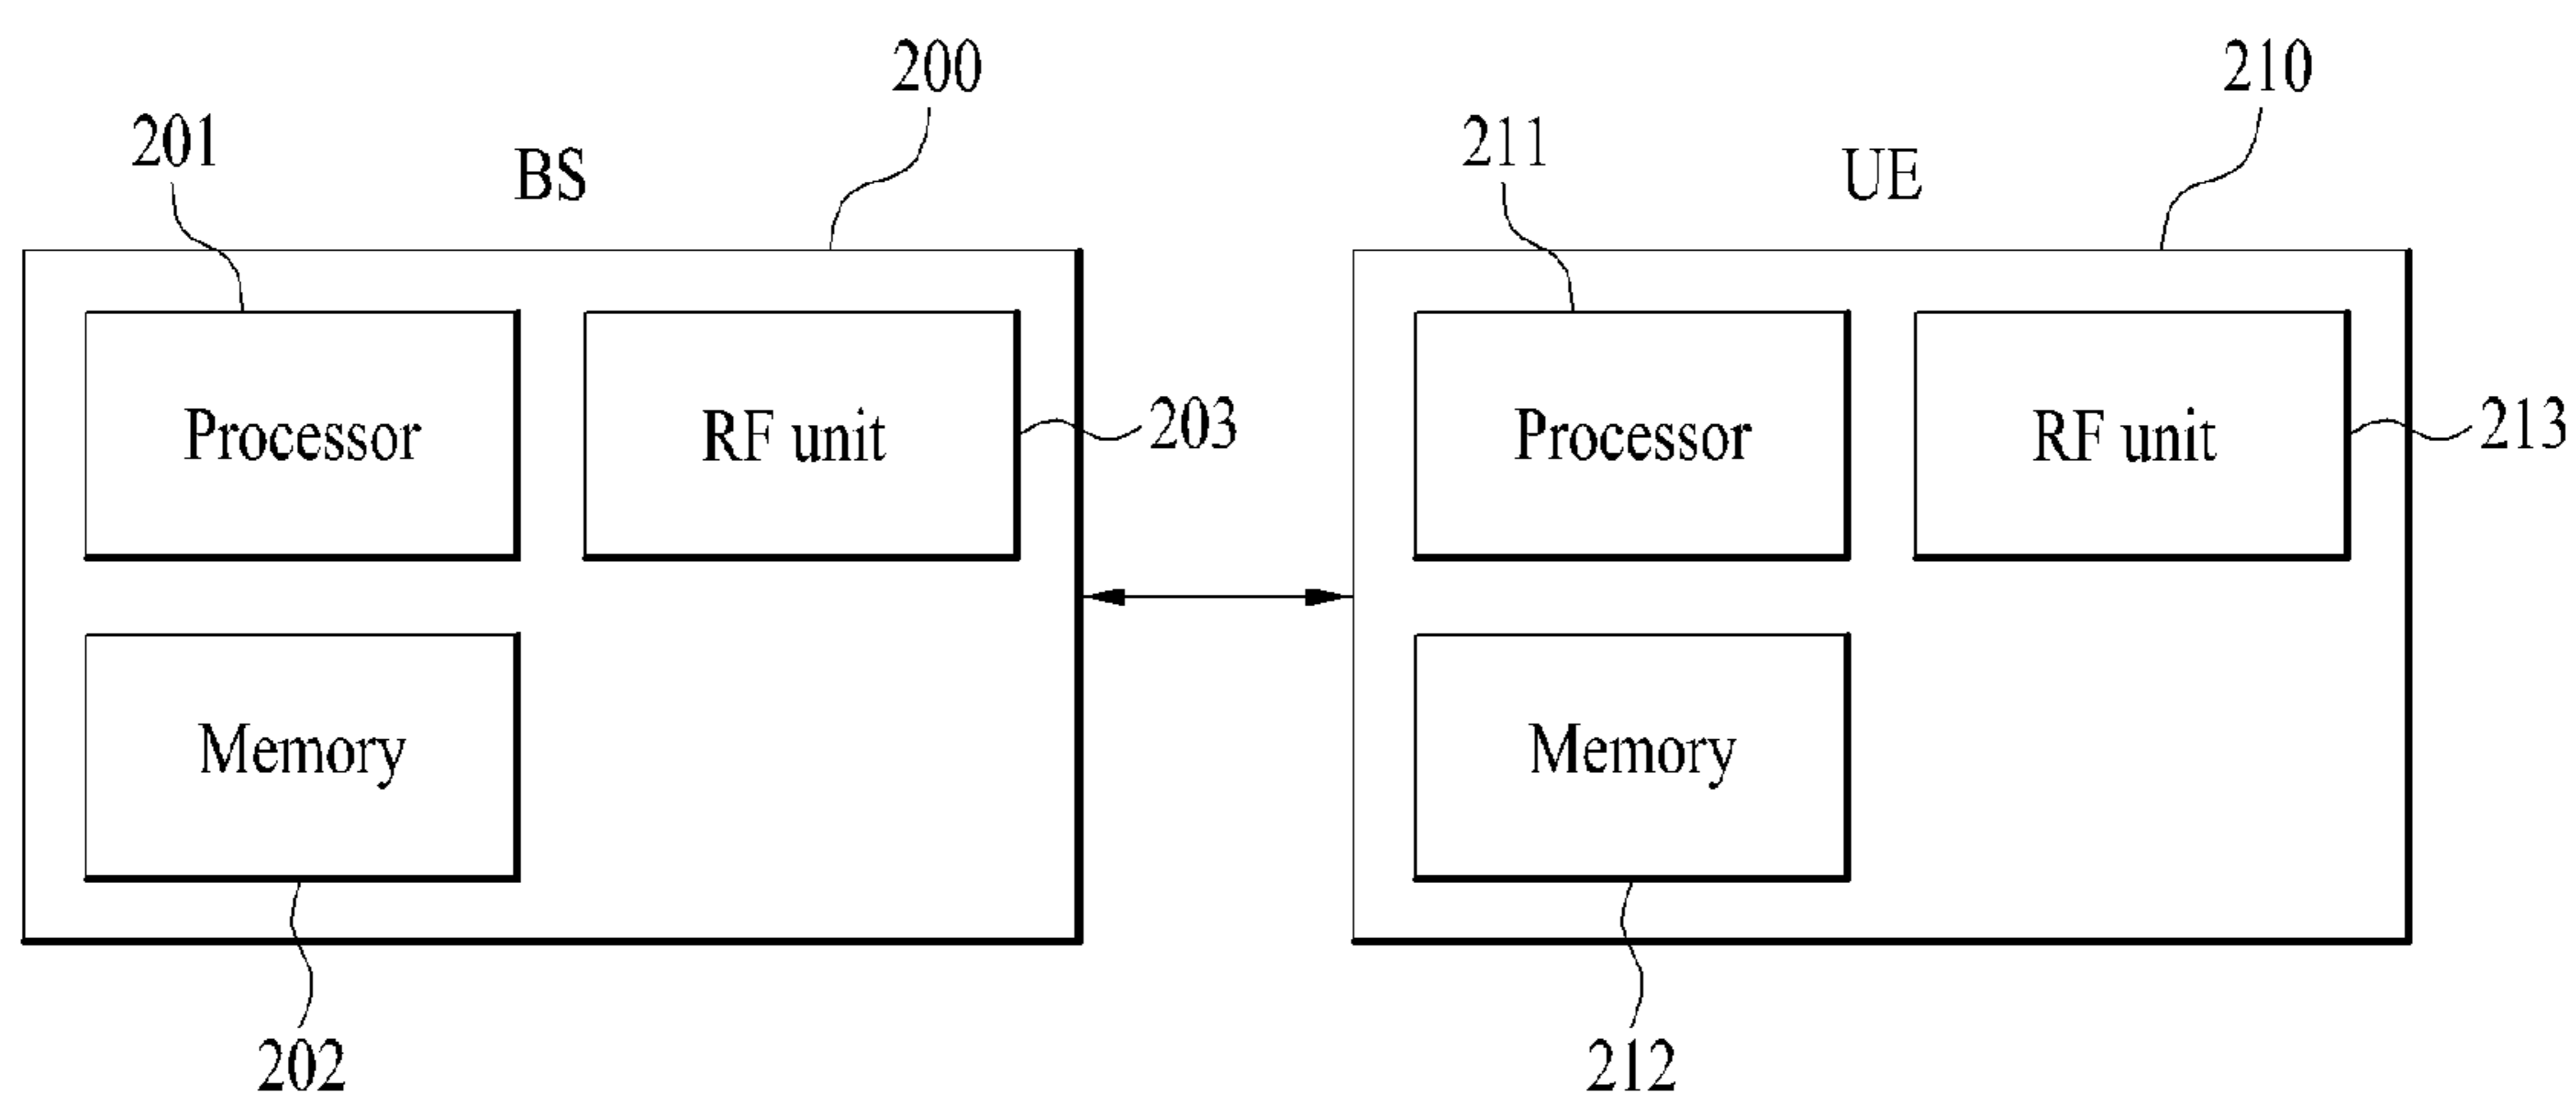 200
210
201
BS
211
UE
Processor
RF unit
203
Processor
RF unit
213
Memory
Memory
202
212